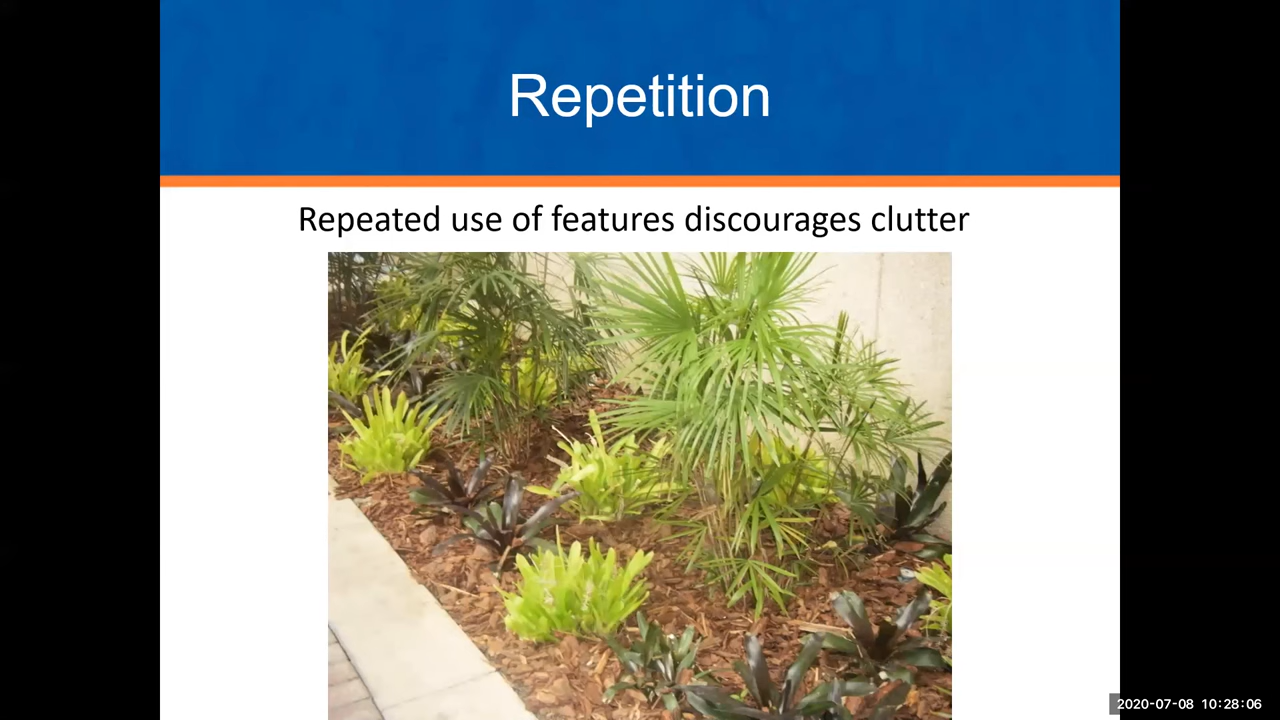 Repetition
Repeated use of features discourages clutter
2020-07-08 10:28:06